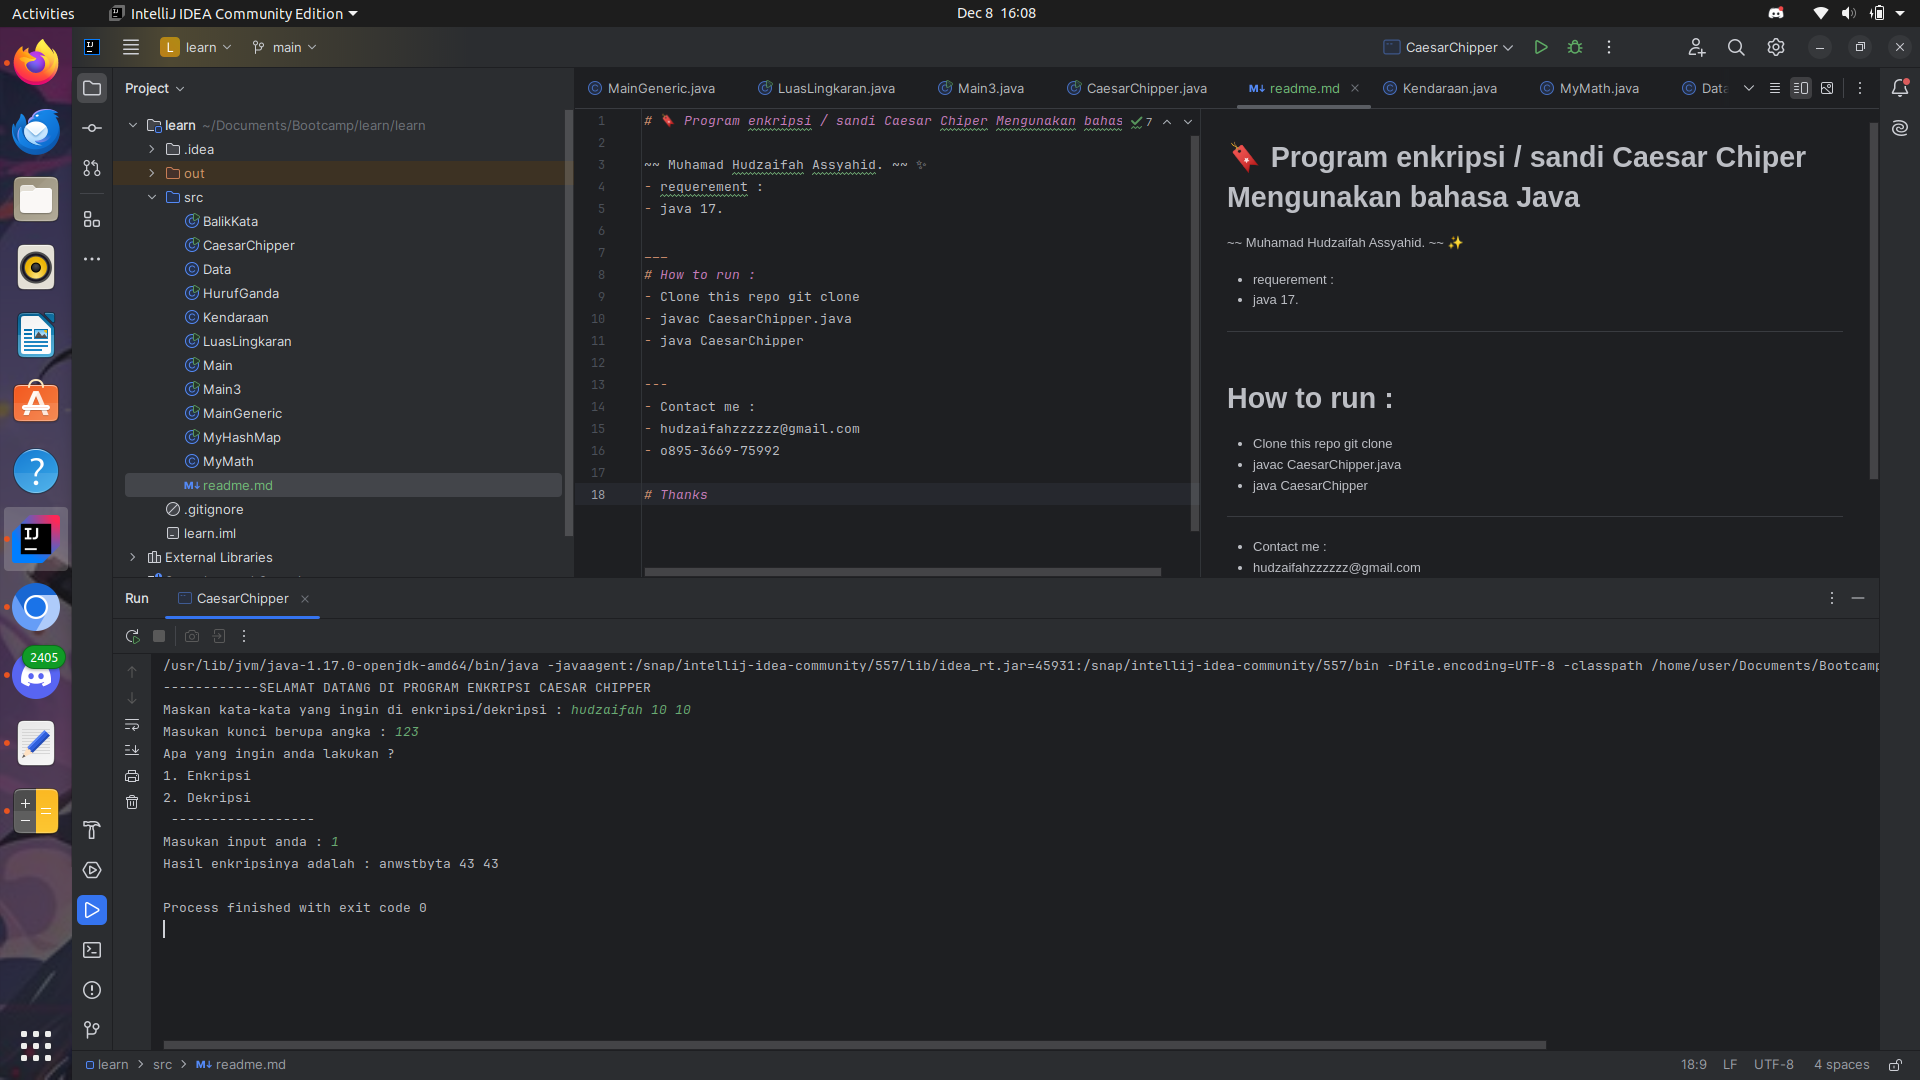 Activities
IntelliJ IDEA Community Edition
Dec 8 16:08
L learn
main
CaesarChipper
Project
MainGeneric.java
LuasLingkaran.java
Main3.java
CaesarChipper.java
readme.md
Kendaraan.java
MyMath.java
Data
learn ~/Documents/Bootcamp/learn/learn
.idea
out
src
BalikKata
CaesarChipper
Data
HurufGanda
Kendaraan
LuasLingkaran
Main
Main3
MainGeneric
MyHashMap
MyMath
readme.md
.gitignore
learn.iml
External Libraries
7
1 # 🔖 Program enkripsi / sandi Caesar Chiper Mengunakan bahas
2
3 ~~ Muhamad Hudzaifah Assyahid. ~~ ✨
4 - requerement :
5 - java 17.
6
7 ___
8 # How to run :
9 - Clone this repo git clone
10 - javac CaesarChipper.java
11 - java CaesarChipper
12
13 ---
14 - Contact me :
15 - hudzaifahzzzzzz@gmail.com
16 - o895-3669-75992
17
18 # Thanks
🔖 Program enkripsi / sandi Caesar Chiper
Mengunakan bahasa Java
~~ Muhamad Hudzaifah Assyahid. ~~ ✨
• requerement :
• java 17.
How to run :
• Clone this repo git clone
• javac CaesarChipper.java
• java CaesarChipper
• Contact me :
• hudzaifahzzzzzz@gmail.com
Run
CaesarChipper
/usr/lib/jvm/java-1.17.0-openjdk-amd64/bin/java -javaagent:/snap/intellij-idea-community/557/lib/idea_rt.jar=45931:/snap/intellij-idea-community/557/bin -Dfile.encoding=UTF-8 -classpath /home/user/Documents/Bootcamp
------------SELAMAT DATANG DI PROGRAM ENKRIPSI CAESAR CHIPPER
Maskan kata-kata yang ingin di enkripsi/dekripsi : hudzaifah 10 10
Masukan kunci berupa angka : 123
Apa yang ingin anda lakukan ?
1. Enkripsi
2. Dekripsi
------------------
Masukan input anda : 1
Hasil enkripsinya adalah : anwstbyta 43 43
Process finished with exit code 0
2405
learn > src > readme.md
18:9
LF
UTF-8
4 spaces